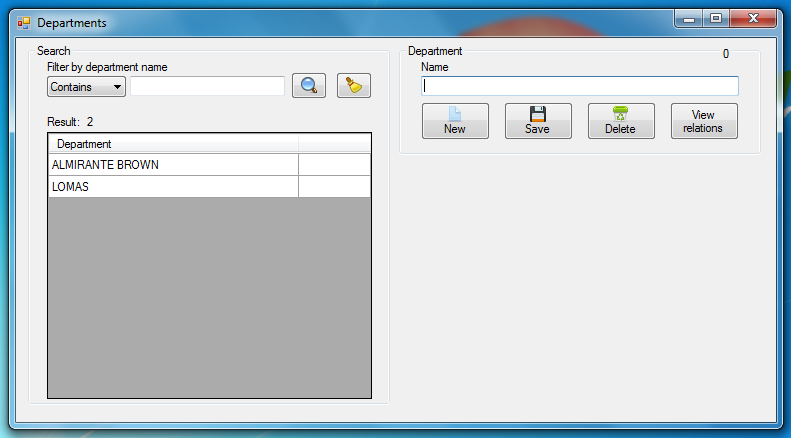 Departments
Search
Filter by department name
Contains
Result: 2
Department
ALMIRANTE BROWN
LOMAS
Department
0
Name
New
Save
Delete
View
relations